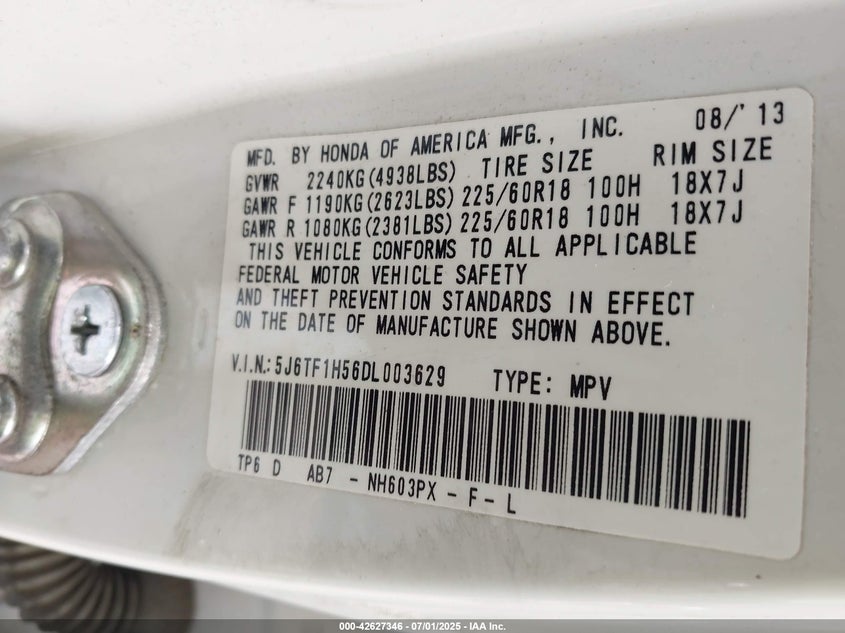 MFD. BY HONDA OF AMERICA MFG., INC. 08/'13
GVWR 2240KG(4938LBS) TIRE SIZE RIM SIZE
GAWR F 1190KG(2623LBS) 225/60R18 100H 18X7J
GAWR R 1080KG(2381LBS) 225/60R18 100H 18X7J
THIS VEHICLE CONFORMS TO ALL APPLICABLE
FEDERAL MOTOR VEHICLE SAFETY
AND THEFT PREVENTION STANDARDS IN EFFECT
ON THE DATE OF MANUFACTURE SHOWN ABOVE.
V.I.N.: 5J6TF1H56DL003629 TYPE: MPV
TP6 D AB7 - NH603PX - F - L
000-42627346 - 07/01/2025 - IAA Inc.